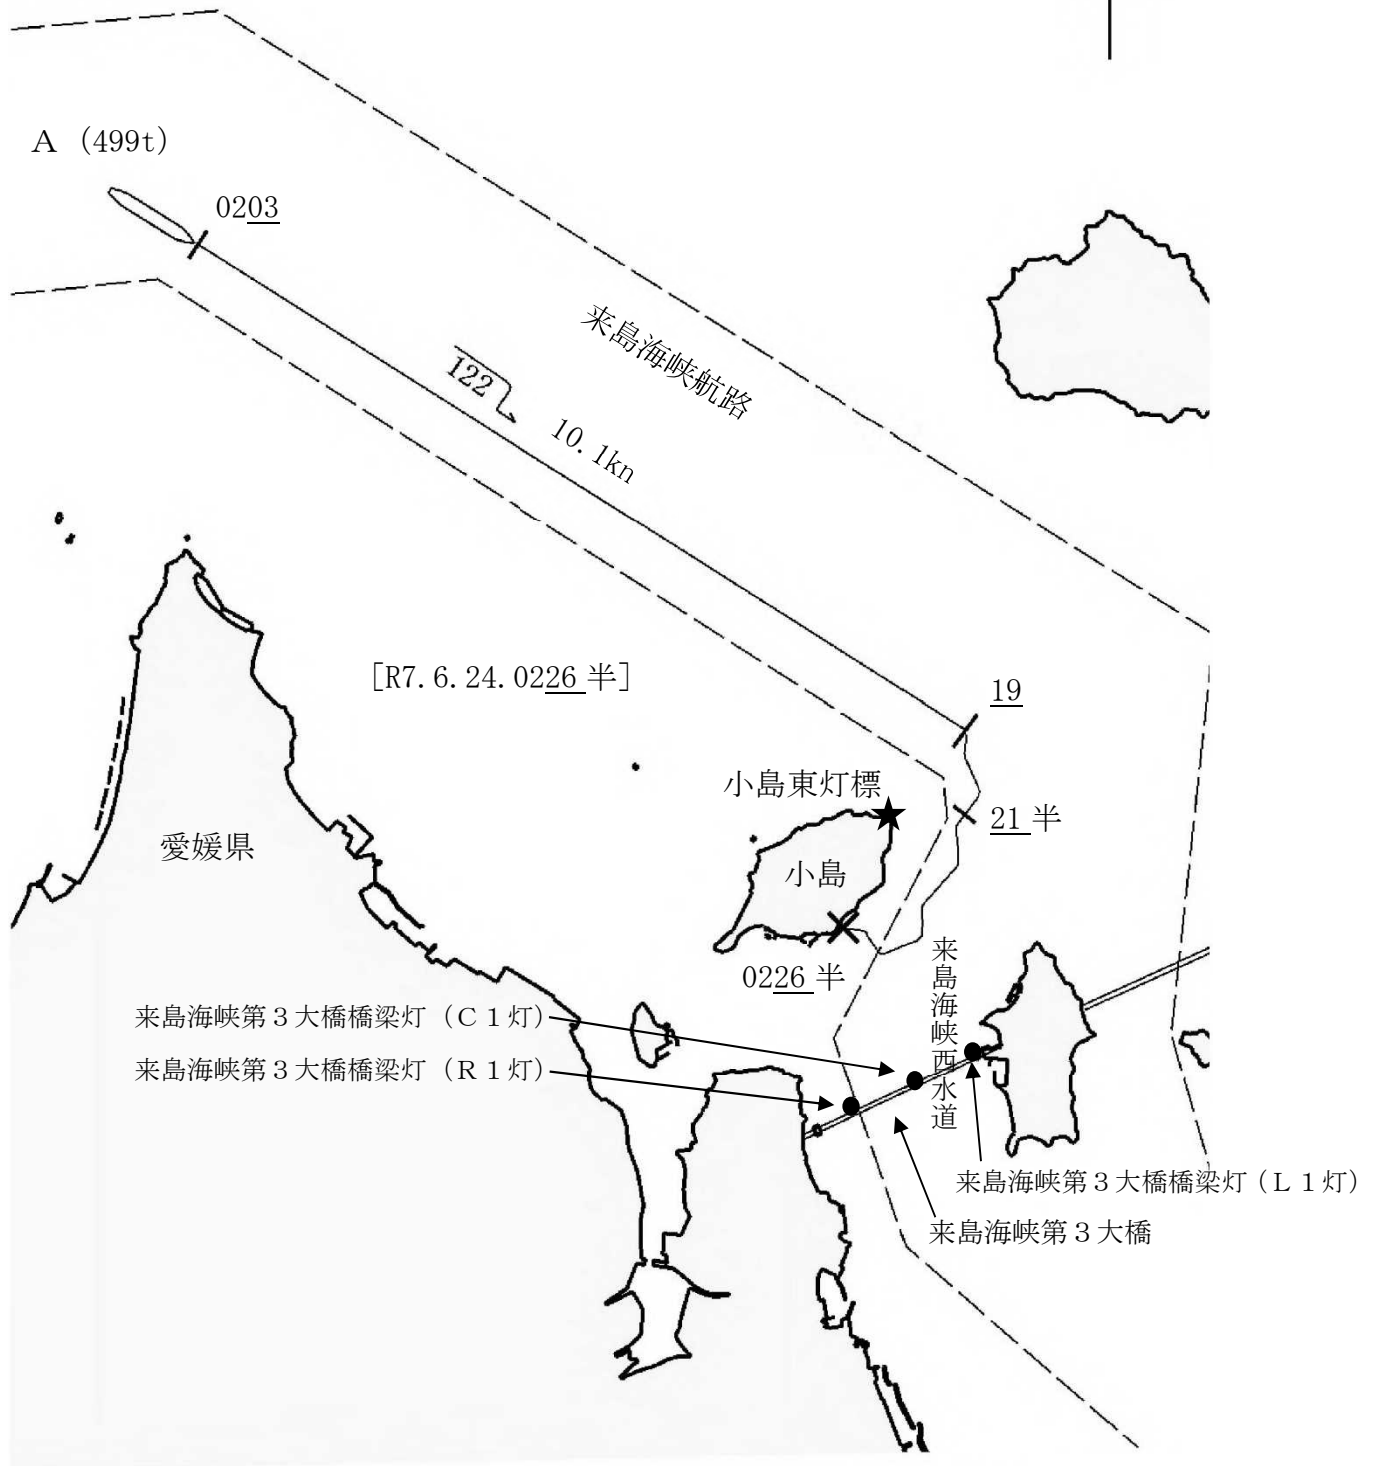 A (499t)
0203
来島海峡航路
122
10.1kn
[R7.6.24.0226半]
19
小島東灯標
21半
愛媛県
小島
来島海峡西水道
0226半
来島海峡第3大橋橋梁灯(C1灯)
来島海峡第3大橋橋梁灯(R1灯)
来島海峡第3大橋橋梁灯(L1灯)
来島海峡第3大橋